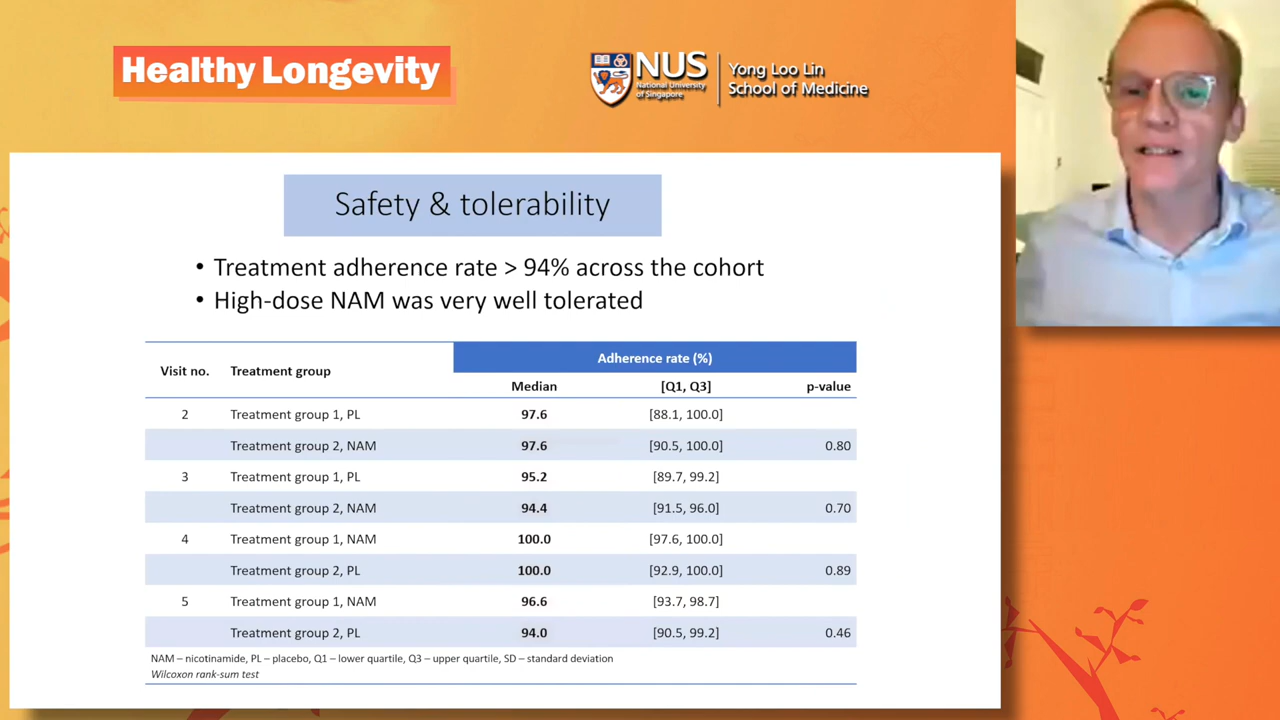 Healthy Longevity
NUS
National University
of Singapore
Yong Loo Lin
School of Medicine
Safety & tolerability
• Treatment adherence rate > 94% across the cohort
• High-dose NAM was very well tolerated
Adherence rate (%)
Visit no. Treatment group
Median [Q1, Q3] p-value
2 Treatment group 1, PL 97.6 [88.1, 100.0]
Treatment group 2, NAM 97.6 [90.5, 100.0] 0.80
3 Treatment group 1, PL 95.2 [89.7, 99.2]
Treatment group 2, NAM 94.4 [91.5, 96.0] 0.70
4 Treatment group 1, NAM 100.0 [97.6, 100.0]
Treatment group 2, PL 100.0 [92.9, 100.0] 0.89
5 Treatment group 1, NAM 96.6 [93.7, 98.7]
Treatment group 2, PL 94.0 [90.5, 99.2] 0.46
NAM – nicotinamide, PL – placebo, Q1 – lower quartile, Q3 – upper quartile, SD – standard deviation
Wilcoxon rank-sum test